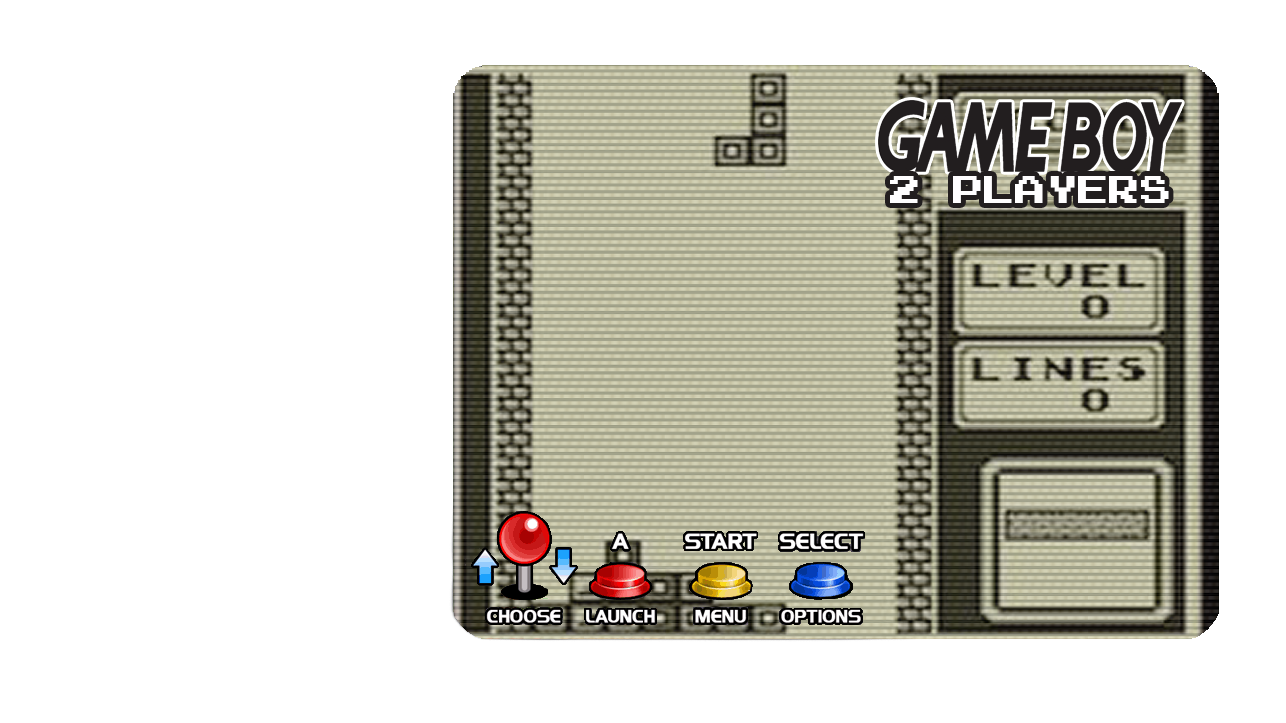 GAME BOY
2 PLAYERS
LEVEL
0
LINES
0
A START SELECT
CHOOSE LAUNCH MENU OPTIONS